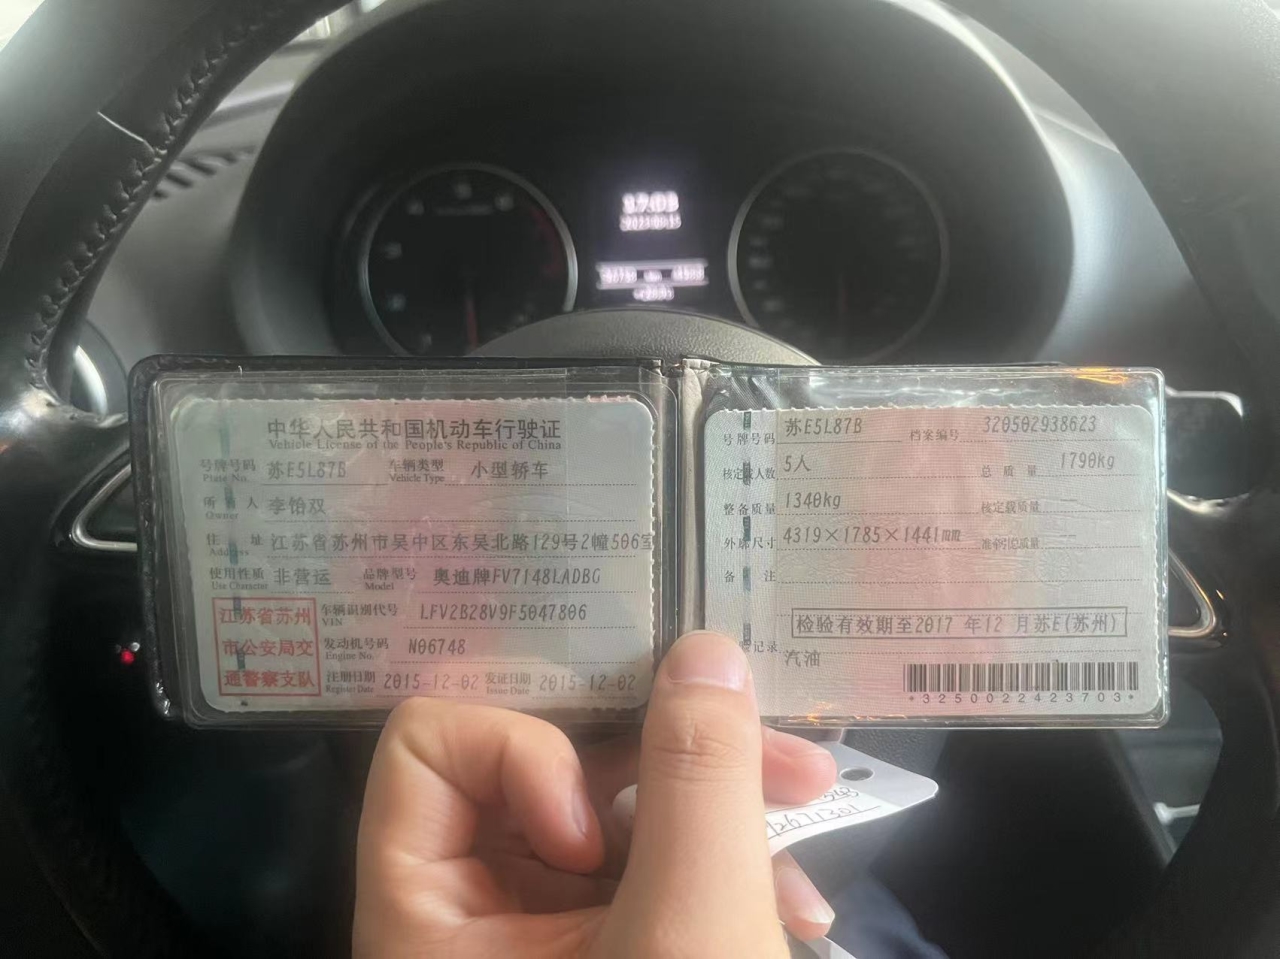 中华人民共和国机动车行驶证
Vehicle License of the People's Republic of China
号牌号码 苏E5L87B 车辆类型 小型轿车
Plate No. Vehicle Type
所 有 人 李饴双
Owner
住 址 江苏省苏州市吴中区东吴北路129号2幢506室
Address
使用性质 非营运 品牌型号 奥迪牌FV7148LADBG
Use Character Model
江苏省苏州
市公安局交
通警察支队
车辆识别代号 LFV2B28V9F5047806
VIN
发动机号码 N06748
Engine No.
注册日期 2015-12-02 发证日期 2015-12-02
Register Date Issue Date
号牌号码 苏E5L87B 档案编号 320502938623
核定载人数 5人 总 质 量 1790kg
整备质量 1340kg 核定载质量
外廓尺寸 4319×1785×1441mm 准牵引总质量
备 注
检验有效期至2017 年12 月苏E(苏州)
记录
汽油
*3250022423703*